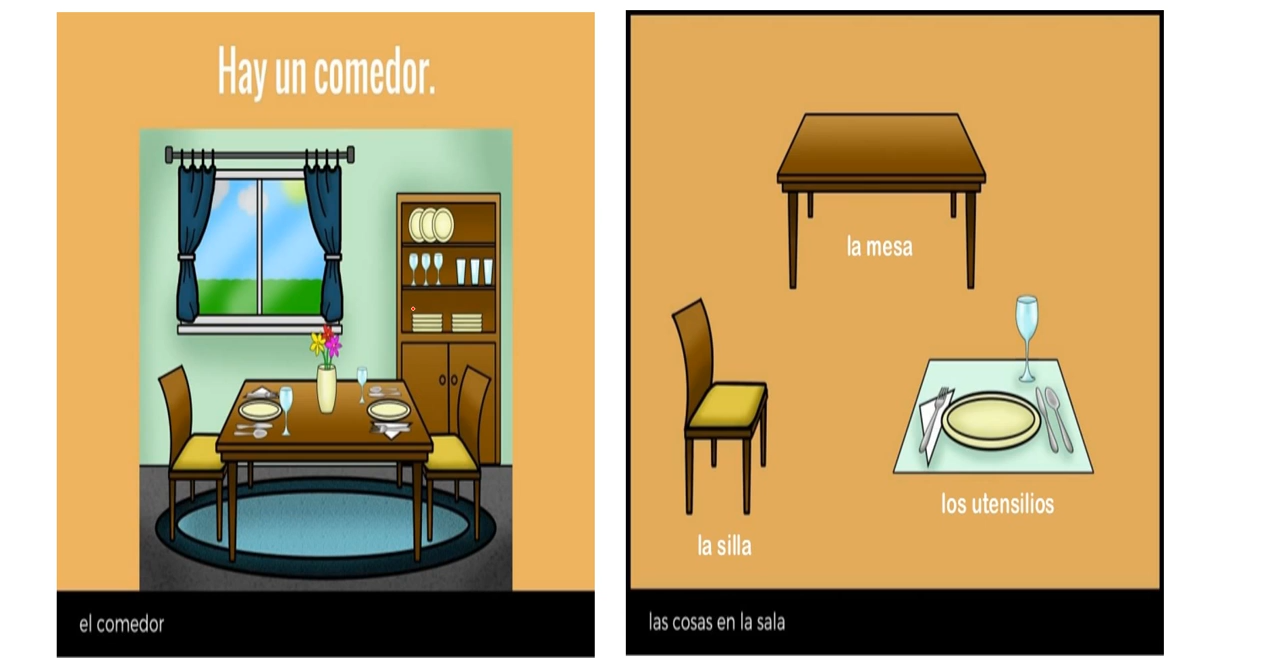 Hay un comedor.
el comedor
la mesa
la silla
los utensilios
las cosas en la sala